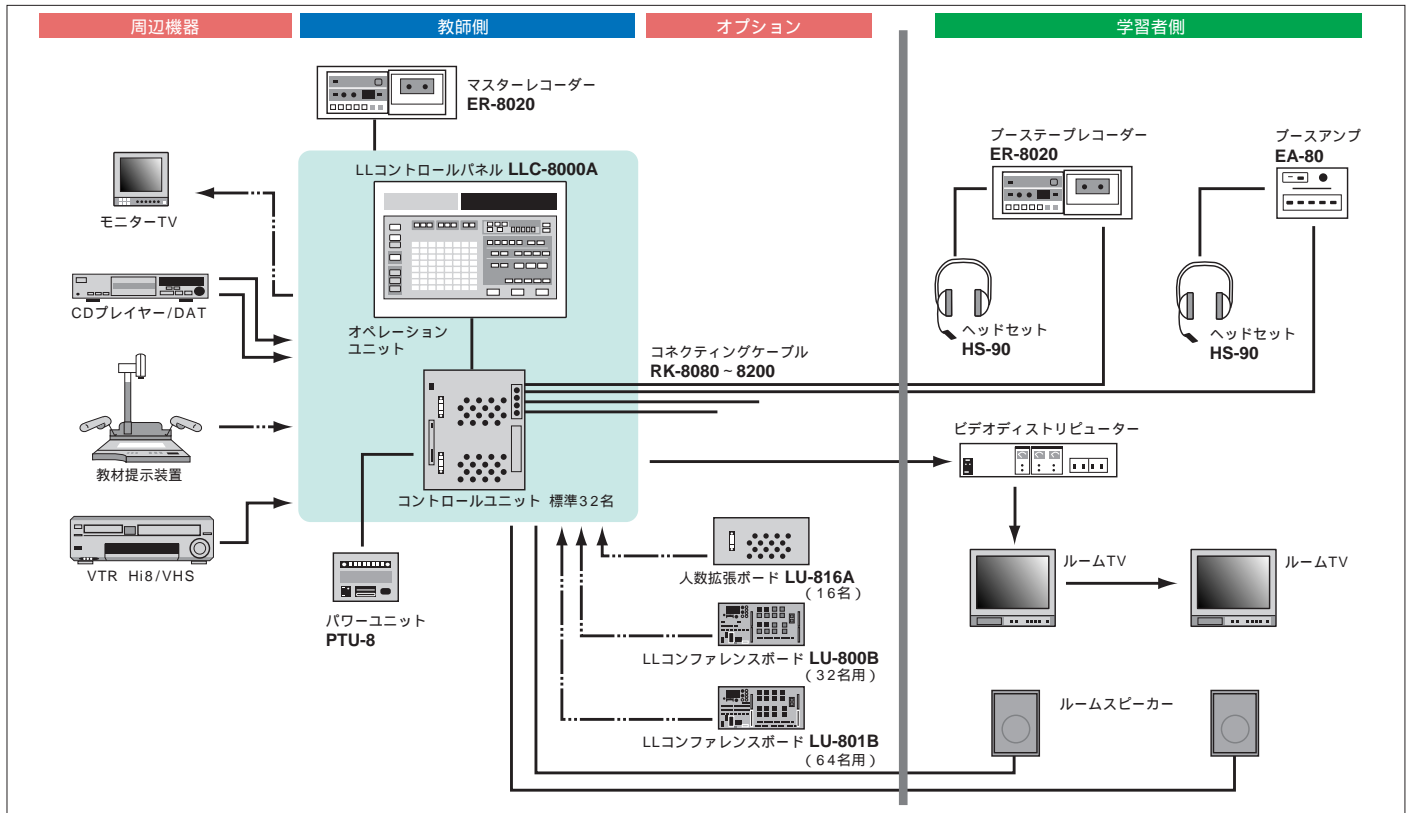 周辺機器
教師側
オプション
学習者側
マスターレコーダー
ER-8020
LLコントロールパネル LLC-8000A
モニターTV
CDプレイヤー/DAT
オペレーション
ユニット
教材提示装置
コントロールユニット 標準32名
VTR Hi8/VHS
パワーユニット
PTU-8
コネクティングケーブル
RK-8080～8200
人数拡張ボード LU-816A
(16名)
LLコンファレンスボード LU-800B
(32名用)
LLコンファレンスボード LU-801B
(64名用)
ブーステープレコーダー
ER-8020
ブースアンプ
EA-80
ヘッドセット
HS-90
ヘッドセット
HS-90
ビデオディストリビューター
ルームTV
ルームTV
ルームスピーカー